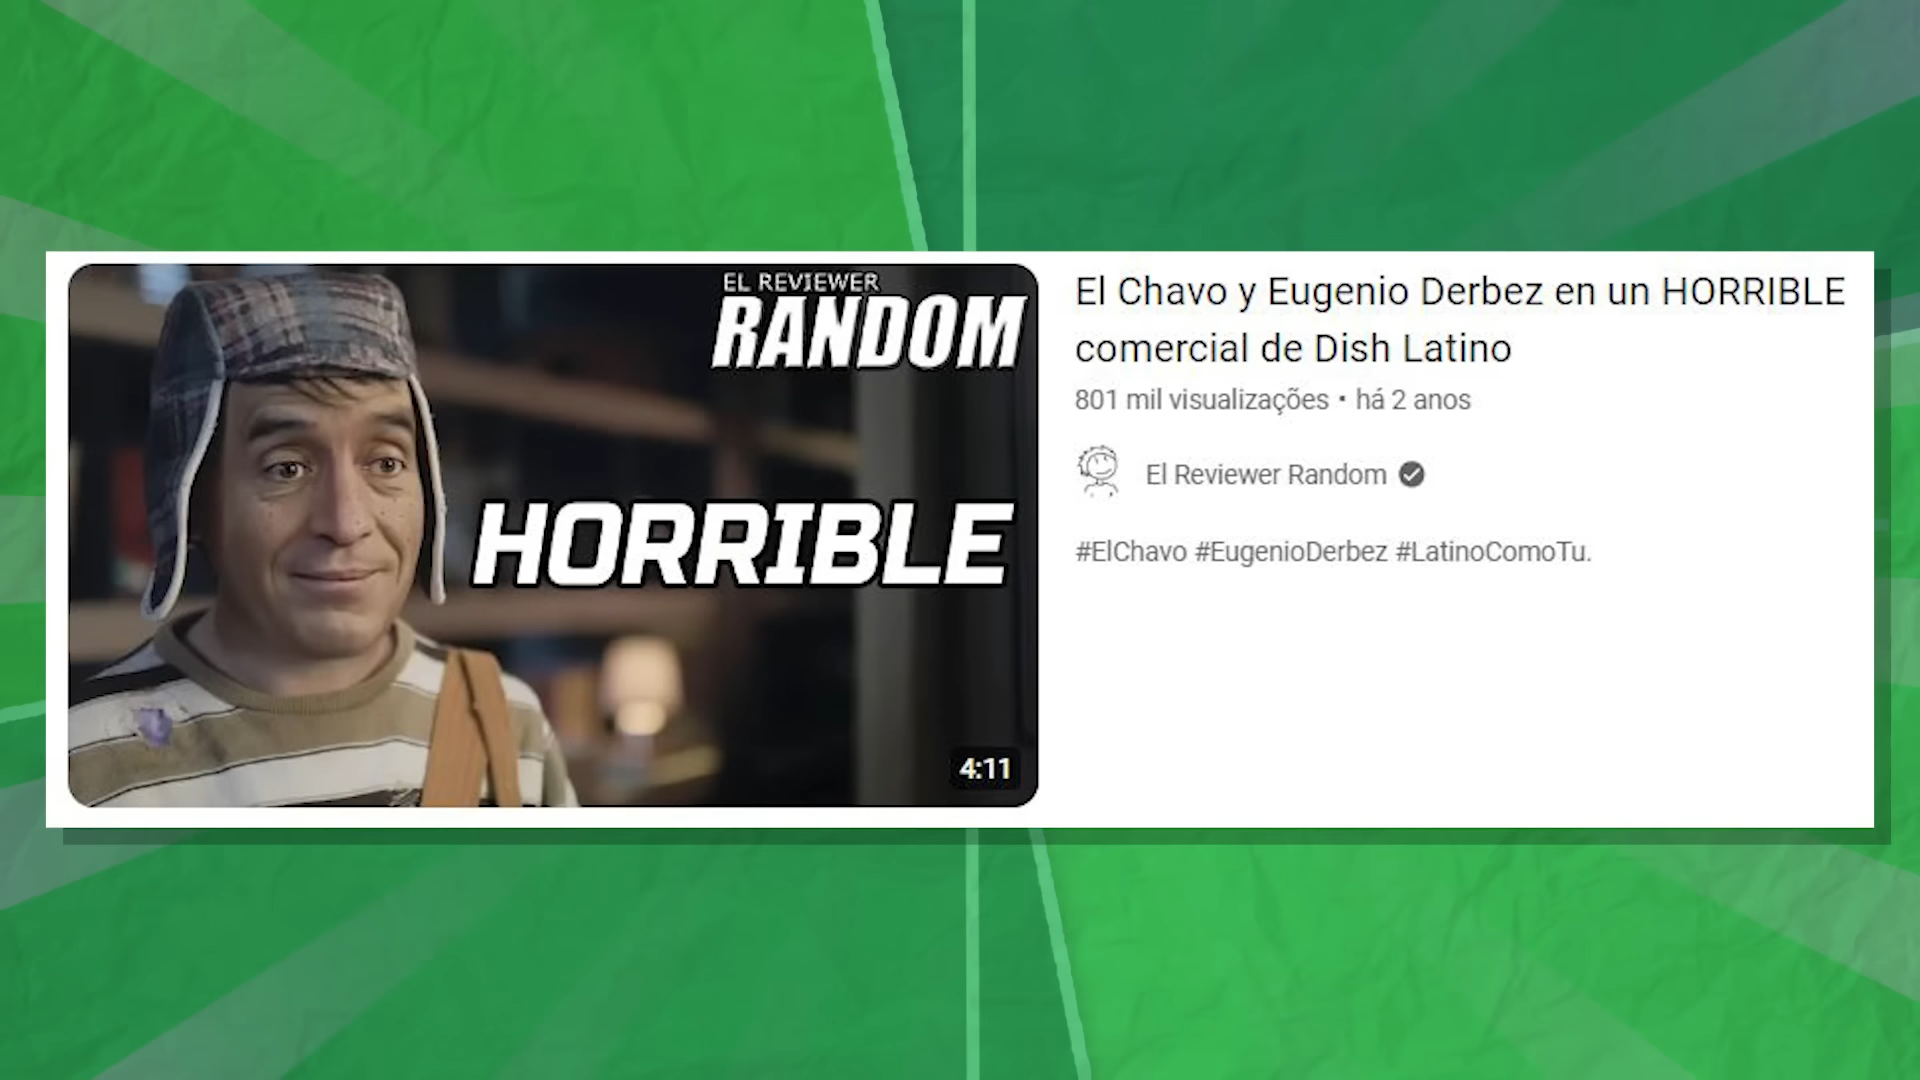 EL REVIEWER
RANDOM
HORRIBLE
4:11
El Chavo y Eugenio Derbez en un HORRIBLE
comercial de Dish Latino
801 mil visualizações • há 2 anos
El Reviewer Random
#ElChavo #EugenioDerbez #LatinoComoTu.